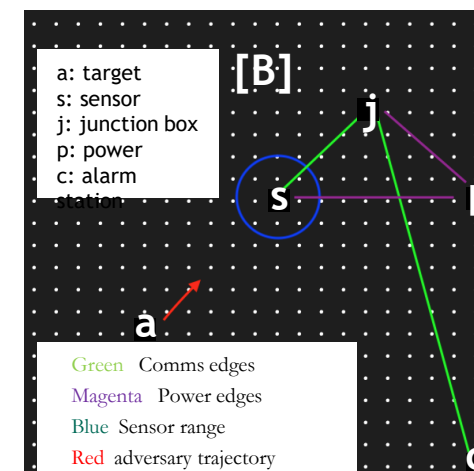 a: target
s: sensor
j: junction box
p: power
c: alarm
station
[B]
j
s
a
Green Comms edges
Magenta Power edges
Blue Sensor range
Red adversary trajectory